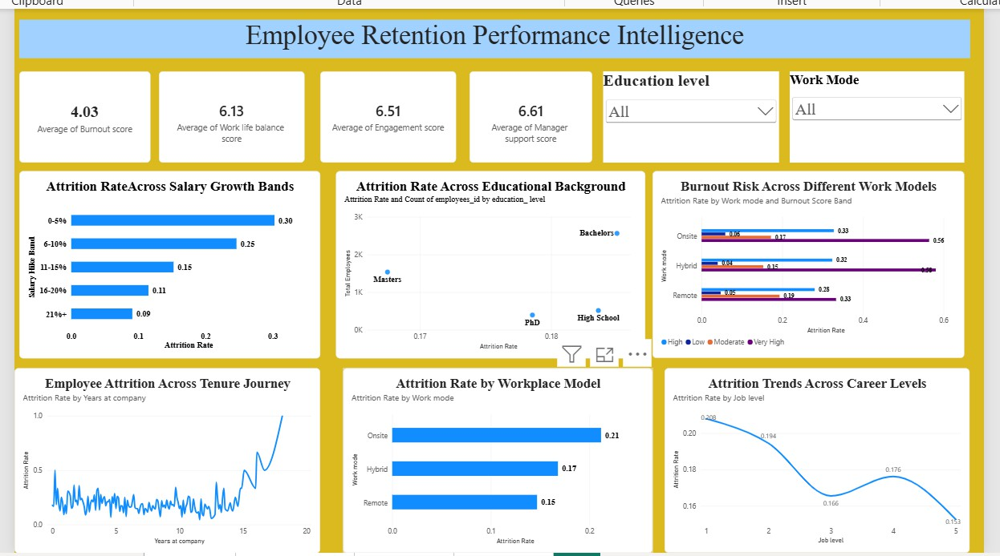 Clipboard
Data
Queries
Insert
Employee Retention Performance Intelligence
4.03
Average of Burnout score
6.13
Average of Work life balance
score
6.51
Average of Engagement score
6.61
Average of Manager
support score
Education level
All
Work Mode
All
Attrition RateAcross Salary Growth Bands
Salary Hike Band
0-5%
0.30
6-10%
0.25
11-15%
0.15
16-20%
0.11
21%+
0.09
0.0
0.1
0.2
0.3
Attrition Rate
Attrition Rate Across Educational Background
Attrition Rate and Count of employees_id by education_ level
Total Employees
3K
2K
1K
0K
Bachelors
Masters
PhD
High School
0.17
0.18
Attrition Rate
Burnout Risk Across Different Work Models
Attrition Rate by Work mode and Burnout Score Band
Work mode
Onsite
0.33
0.06
0.17
0.56
Hybrid
0.32
0.04
0.15
0.58
Remote
0.28
0.05
0.19
0.33
0.0
0.2
0.4
0.6
Attrition Rate
High
Low
Moderate
Very High
Employee Attrition Across Tenure Journey
Attrition Rate by Years at company
Attrition Rate
1.0
0.5
0.0
0
5
10
15
20
Years at company
Attrition Rate by Workplace Model
Attrition Rate by Work mode
Work mode
Onsite
0.21
Hybrid
0.17
Remote
0.15
0.0
0.1
0.2
Attrition Rate
Attrition Trends Across Career Levels
Attrition Rate by Job level
Attrition Rate
0.20
0.18
0.16
0.208
0.194
0.166
0.176
0.153
1
2
3
4
5
Job level